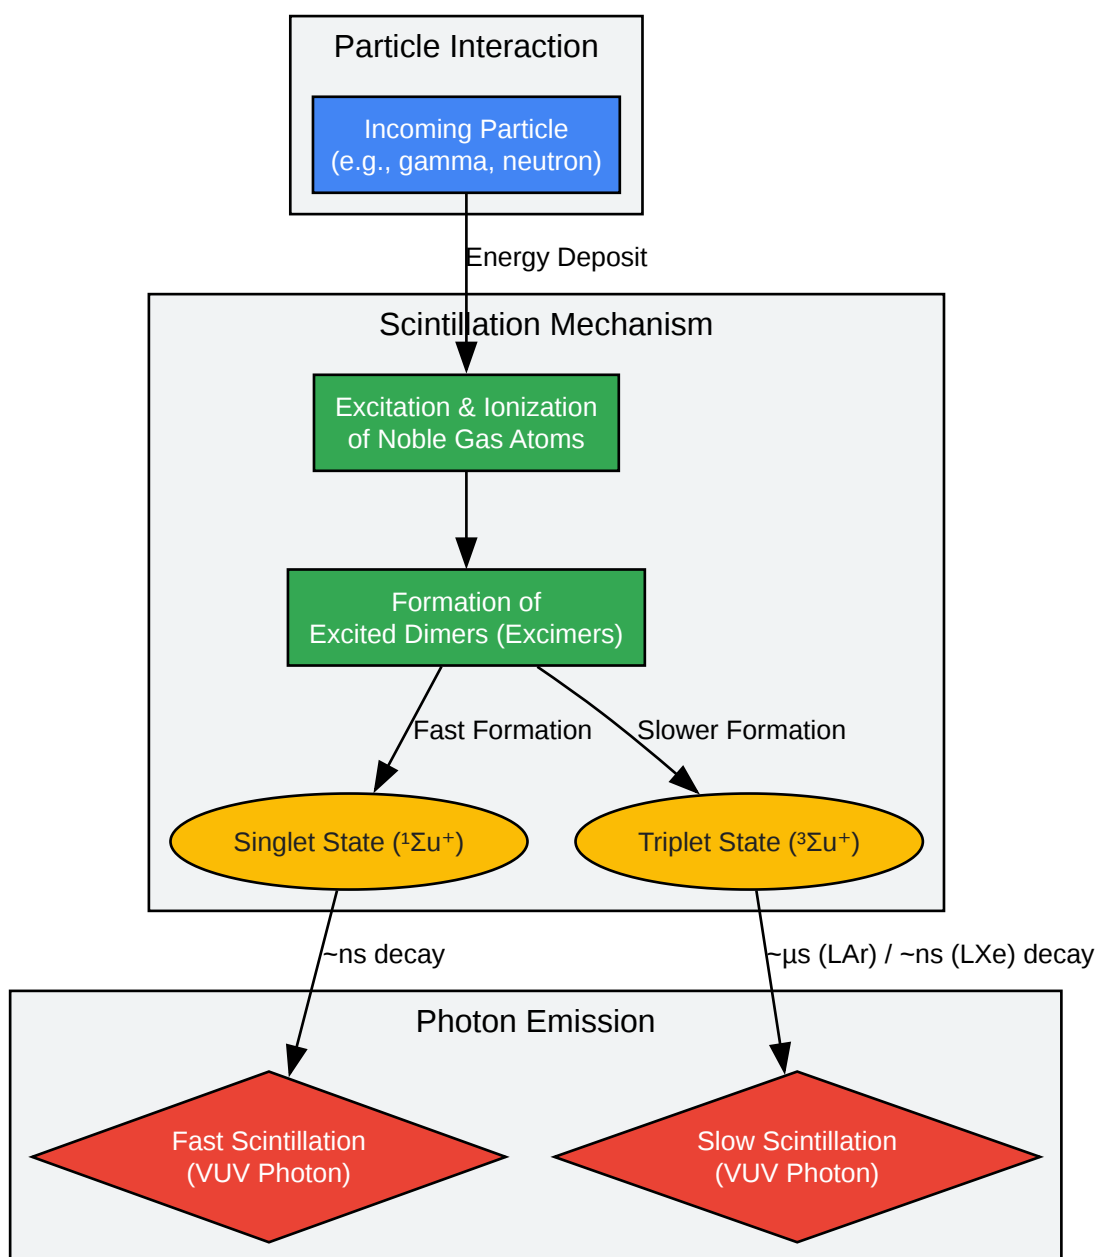 Particle Interaction
Incoming Particle
(e.g., gamma, neutron)
Energy Deposit
Scintillation Mechanism
Excitation & Ionization
of Noble Gas Atoms
Formation of
Excited Dimers (Excimers)
Fast Formation
Slower Formation
Singlet State (¹Σu⁺)
Triplet State (³Σu⁺)
~ns decay
~µs (LAr) / ~ns (LXe) decay
Photon Emission
Fast Scintillation
(VUV Photon)
Slow Scintillation
(VUV Photon)